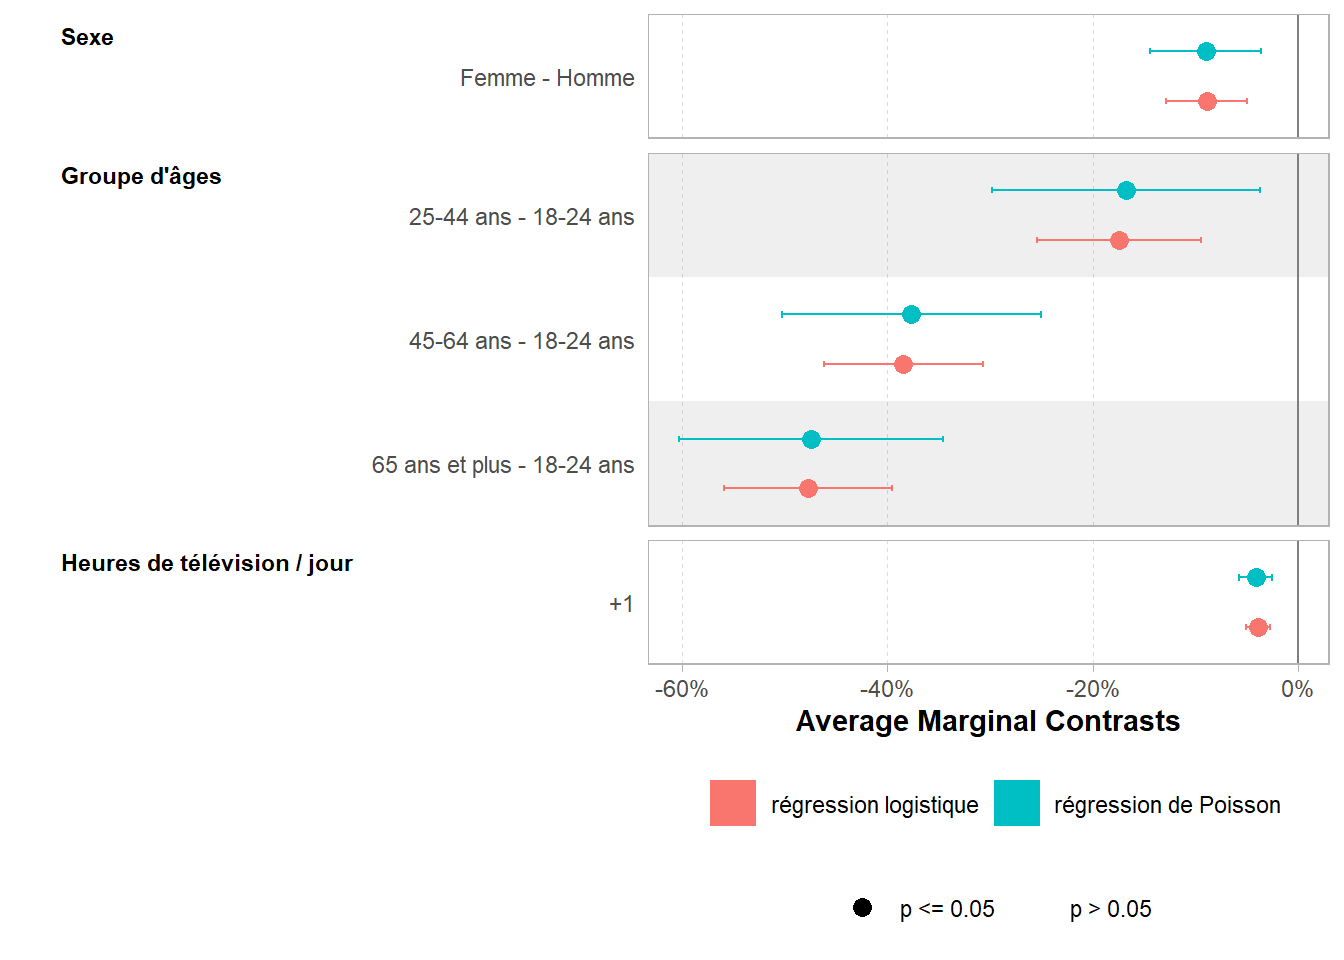 Sexe
Femme - Homme
Groupe d'âges
25-44 ans - 18-24 ans
45-64 ans - 18-24 ans
65 ans et plus - 18-24 ans
Heures de télévision / jour
+1
-60% -40% -20% 0%
Average Marginal Contrasts
régression logistique régression de Poisson
p <= 0.05 p > 0.05